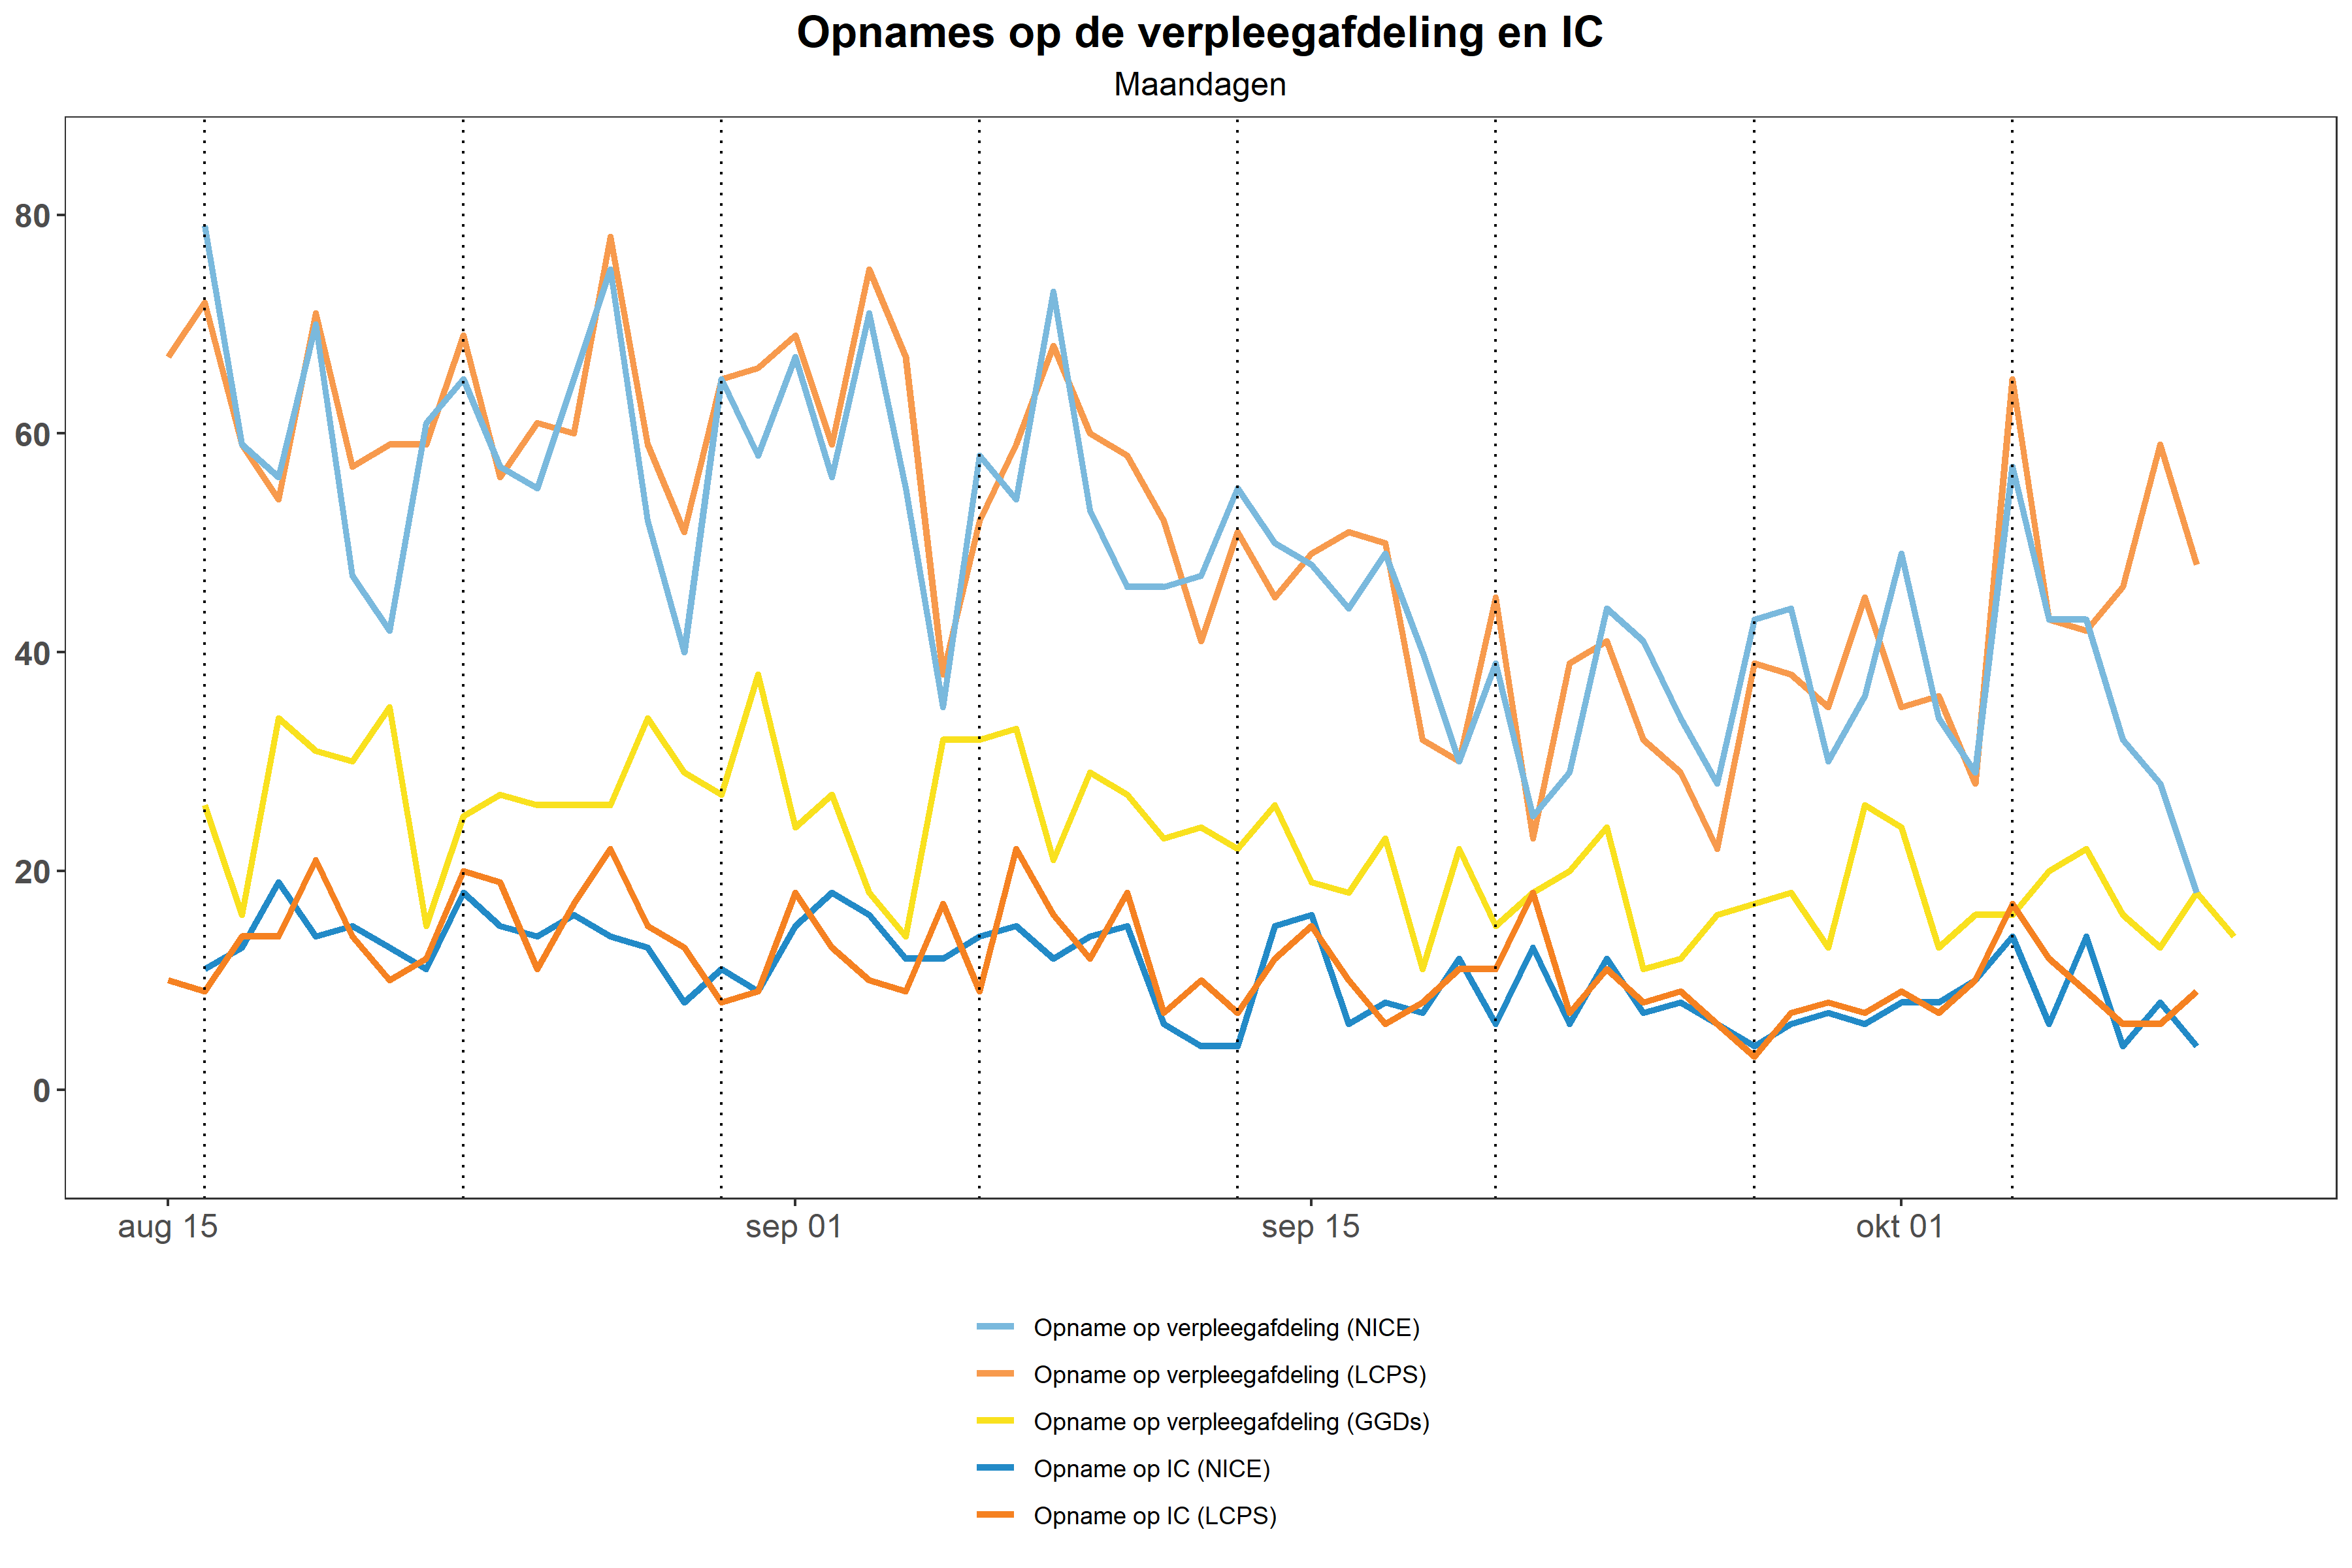 Opnames op de verpleegafdeling en IC
Maandagen
80
60
40
20
0
aug 15
sep 01
sep 15
okt 01
Opname op verpleegafdeling (NICE)
Opname op verpleegafdeling (LCPS)
Opname op verpleegafdeling (GGDs)
Opname op IC (NICE)
Opname op IC (LCPS)